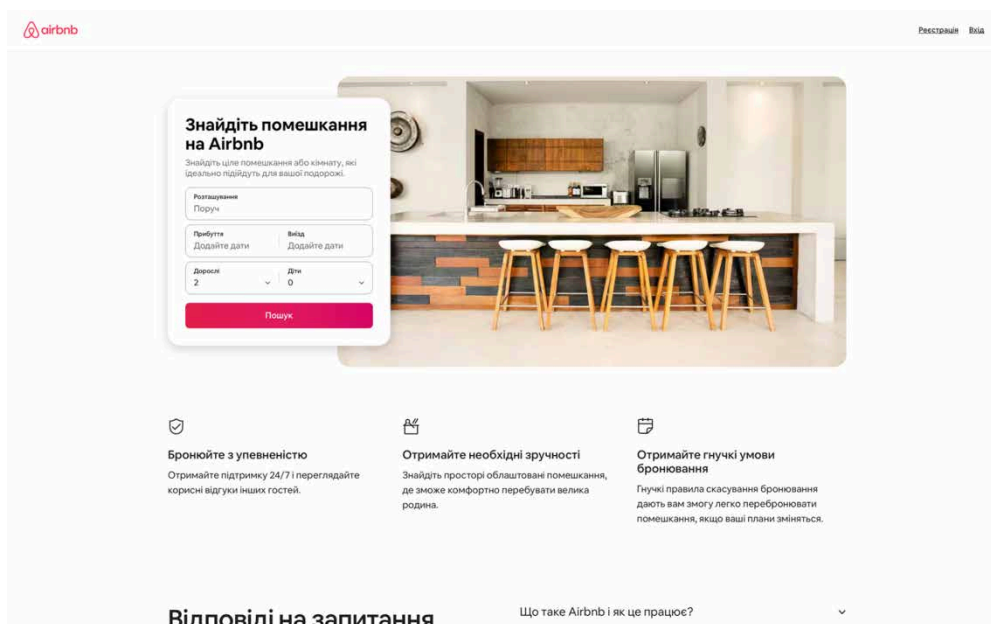 airbnb
Реєстрація Вхід
Знайдіть помешкання
на Airbnb
Знайдіть ціле помешкання або кімнату, які
ідеально підійдуть для вашої подорожі.
Розташування
Поруч
Прибуття Виїзд
Додайте дати Додайте дати
Дорослі Діти
2 0
Пошук
Бронюйте з упевненістю
Отримайте підтримку 24/7 і переглядайте
корисні відгуки інших гостей.
Отримайте необхідні зручності
Знайдіть просторі облаштовані помешкання,
де зможе комфортно перебувати велика
родина.
Отримайте гнучкі умови
бронювання
Гнучкі правила скасування бронювання
дають вам змогу легко перебронювати
помешкання, якщо ваші плани зміняться.
Відповіді на запитання
Що таке Airbnb і як це працює?